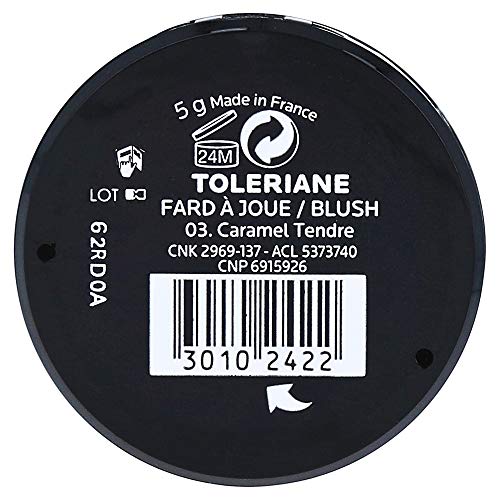 5 g Made in France
24M
TOLERIANE
FARD À JOUE / BLUSH
03. Caramel Tendre
CNK 2969-137 - ACL 5373740
CNP 6915926
3010 2422
LOT
62RD0A